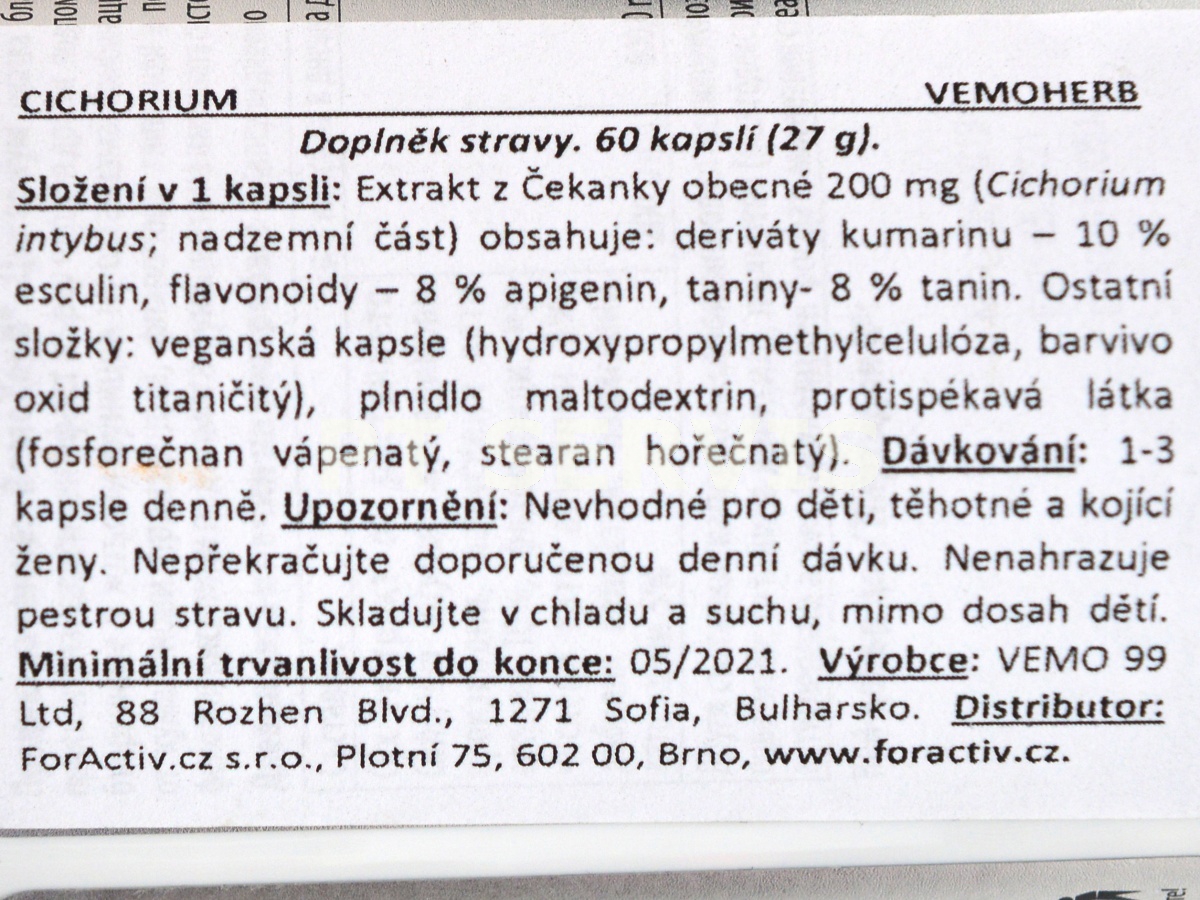 CICHORIUM VEMOHERB
Doplněk stravy. 60 kapslí (27 g).
Složení v 1 kapsli: Extrakt z Čekanky obecné 200 mg (Cichorium
intybus; nadzemní část) obsahuje: deriváty kumarinu – 10 %
esculin, flavonoidy – 8 % apigenin, taniny- 8 % tanin. Ostatní
složky: veganská kapsle (hydroxypropylmethylcelulóza, barvivo
oxid titaničitý), plnidlo maltodextrin, protispékavá látka
(fosforečnan vápenatý, stearan hořečnatý). Dávkování: 1-3
kapsle denně. Upozornění: Nevhodné pro děti, těhotné a kojící
ženy. Nepřekračujte doporučenou denní dávku. Nenahrazuje
pestrou stravu. Skladujte v chladu a suchu, mimo dosah dětí.
Minimální trvanlivost do konce: 05/2021. Výrobce: VEMO 99
Ltd, 88 Rozhen Blvd., 1271 Sofia, Bulharsko. Distributor:
ForActiv.cz s.r.o., Plotní 75, 602 00, Brno, www.foractiv.cz.